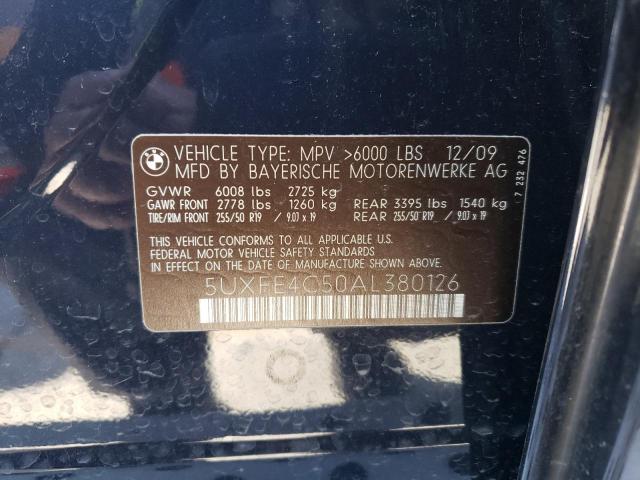 BMW
VEHICLE TYPE: MPV >6000 LBS 12/09
MFD BY BAYERISCHE MOTORENWERKE AG
GVWR 6008 lbs 2725 kg
GAWR FRONT 2778 lbs 1260 kg REAR 3395 lbs 1540 kg
TIRE/RIM FRONT 255/50 R19 / 9.0J x 19 REAR 255/50 R19 / 9.0J x 19
THIS VEHICLE CONFORMS TO ALL APPLICABLE U.S.
FEDERAL MOTOR VEHICLE SAFETY STANDARDS
IN EFFECT ON THE DATE OF MANUFACTURE SHOWN ABOVE.
5UXFE4C50AL380126
7 232 476